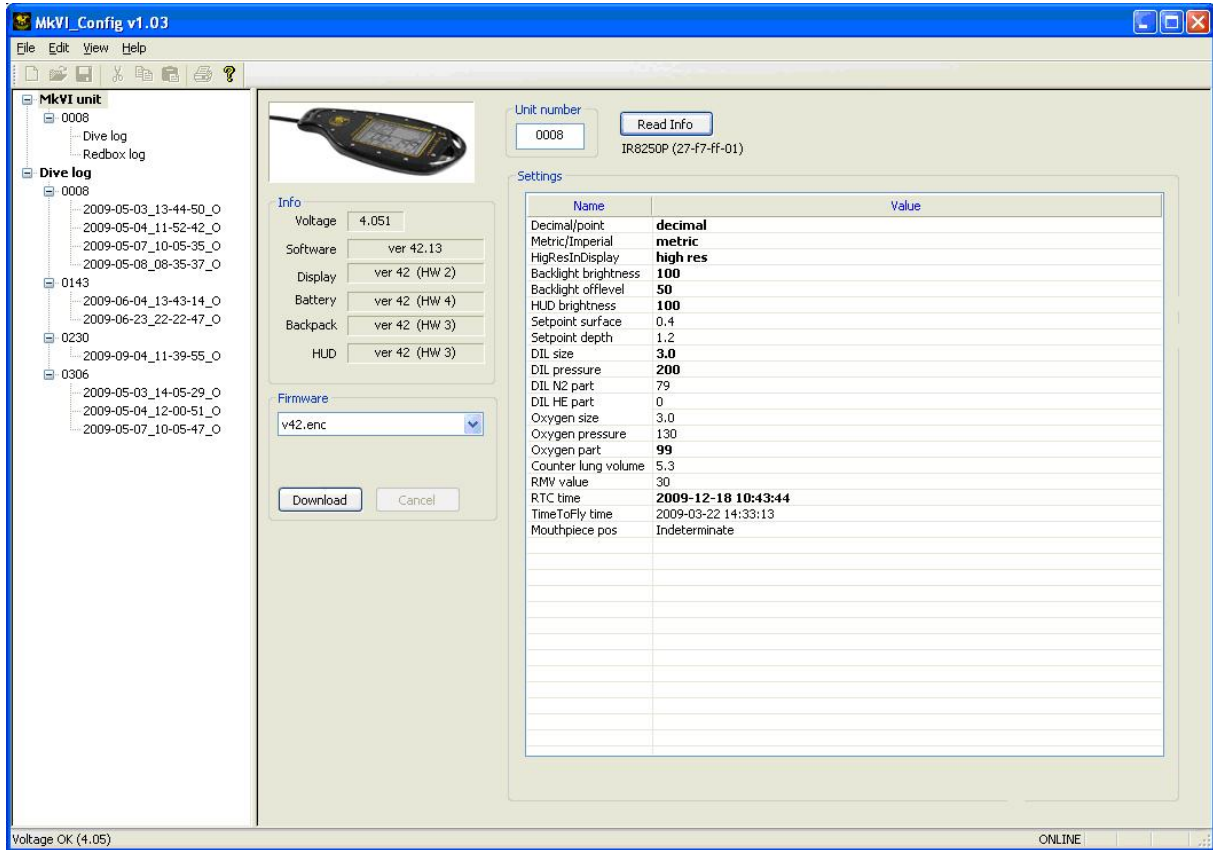 MkVI_Config v1.03
File Edit View Help
MkVI unit
0008
Dive log
Redbox log
Dive log
0008
2009-05-03_13-44-50_O
2009-05-04_11-52-42_O
2009-05-07_10-05-35_O
2009-05-08_08-35-37_O
0143
2009-06-04_13-43-14_O
2009-06-23_22-22-47_O
0230
2009-09-04_11-39-55_O
0306
2009-05-03_14-05-29_O
2009-05-04_12-00-51_O
2009-05-07_10-05-47_O
Info
Voltage 4.051
Software ver 42.13
Display ver 42 (HW 2)
Battery ver 42 (HW 4)
Backpack ver 42 (HW 3)
HUD ver 42 (HW 3)
Firmware
v42.enc
Download Cancel
Unit number
0008
Read Info
IR8250P (27-f7-ff-01)
Settings
Name Value
Decimal/point decimal
Metric/Imperial metric
HigResInDisplay high res
Backlight brightness 100
Backlight offlevel 50
HUD brightness 100
Setpoint surface 0.4
Setpoint depth 1.2
DIL size 3.0
DIL pressure 200
DIL N2 part 79
DIL HE part 0
Oxygen size 3.0
Oxygen pressure 130
Oxygen part 99
Counter lung volume 5.3
RMV value 30
RTC time 2009-12-18 10:43:44
TimeToFly time 2009-03-22 14:33:13
Mouthpiece pos Indeterminate
Voltage OK (4.05) ONLINE